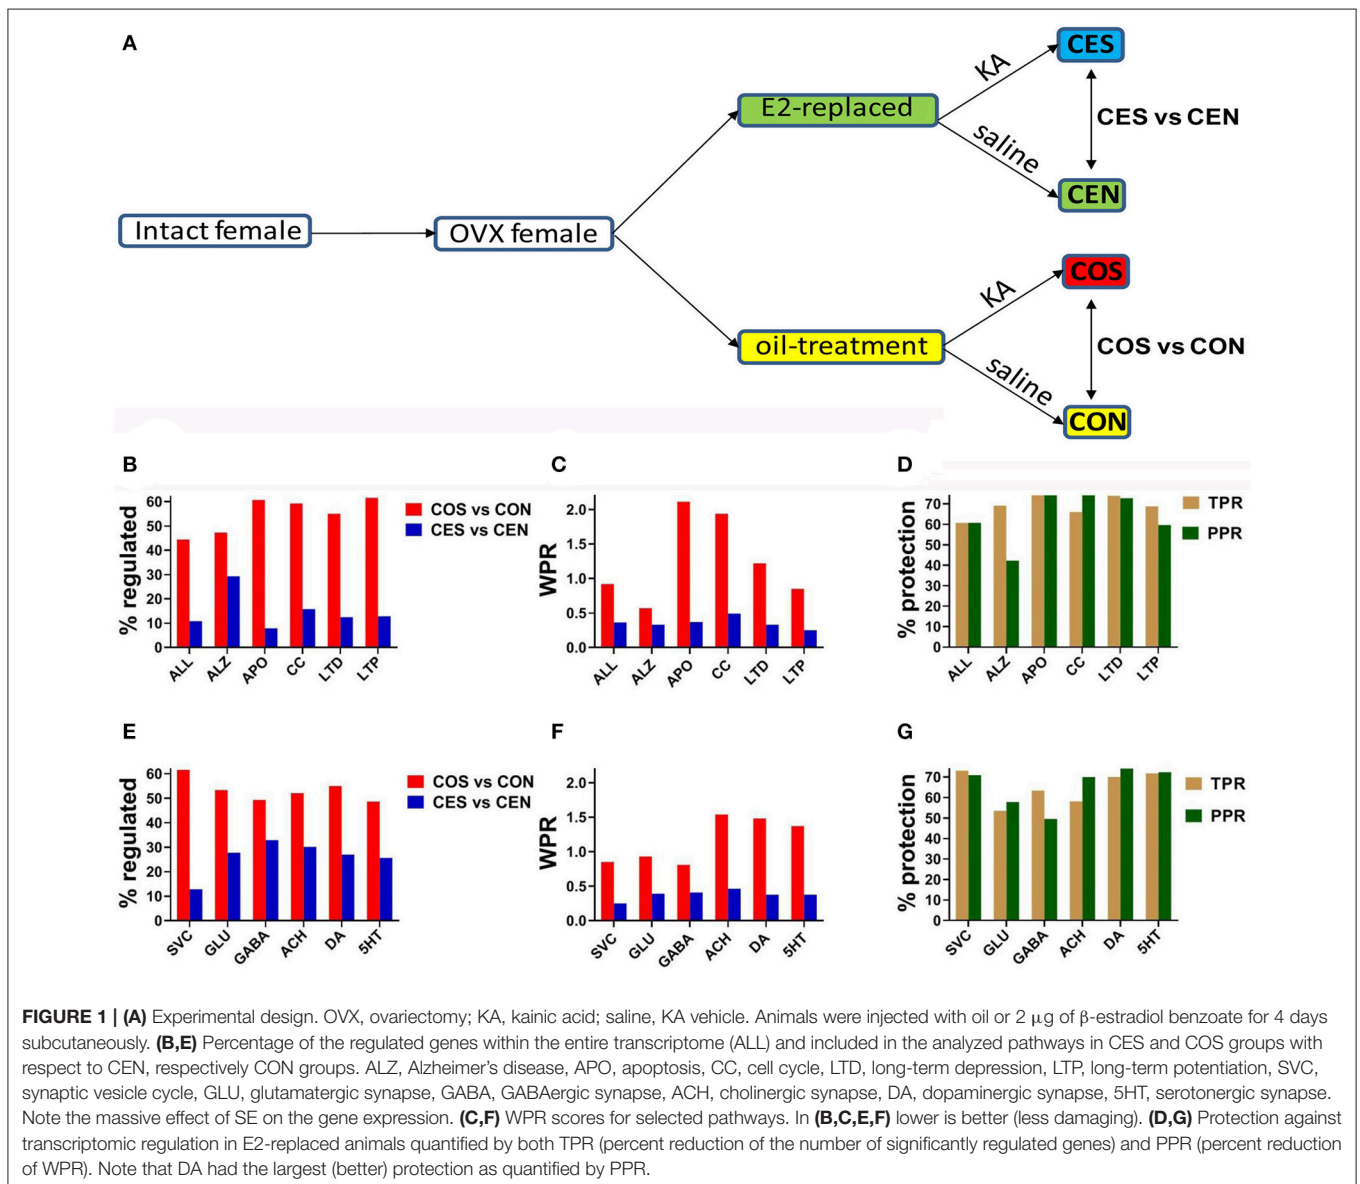 A
Intact female
OVX female
E2-replaced
oil-treatment
KA
saline
KA
saline
CES
CES vs CEN
CEN
COS
COS vs CON
CON
B
% regulated
60
50
40
30
20
10
0
ALL
ALZ
APO
CC
LTD
LTP
COS vs CON
CES vs CEN
C
WPR
2.0
1.5
1.0
0.5
0.0
ALL
ALZ
APO
CC
LTD
LTP
D
% protection
70
60
50
40
30
20
10
0
ALL
ALZ
APO
CC
LTD
LTP
TPR
PPR
E
% regulated
60
50
40
30
20
10
0
SVC
GLU
GABA
ACH
DA
5HT
COS vs CON
CES vs CEN
F
WPR
2.0
1.5
1.0
0.5
0.0
SVC
GLU
GABA
ACH
DA
5HT
G
% protection
70
60
50
40
30
20
10
0
SVC
GLU
GABA
ACH
DA
5HT
TPR
PPR
FIGURE 1 | (A) Experimental design. OVX, ovariectomy; KA, kainic acid; saline, KA vehicle. Animals were injected with oil or 2 μg of β-estradiol benzoate for 4 days
subcutaneously. (B,E) Percentage of the regulated genes within the entire transcriptome (ALL) and included in the analyzed pathways in CES and COS groups with
respect to CEN, respectively CON groups. ALZ, Alzheimer's disease, APO, apoptosis, CC, cell cycle, LTD, long-term depression, LTP, long-term potentiation, SVC,
synaptic vesicle cycle, GLU, glutamatergic synapse, GABA, GABAergic synapse, ACH, cholinergic synapse, DA, dopaminergic synapse, 5HT, serotonergic synapse.
Note the massive effect of SE on the gene expression. (C,F) WPR scores for selected pathways. In (B,C,E,F) lower is better (less damaging). (D,G) Protection against
transcriptomic regulation in E2-replaced animals quantified by both TPR (percent reduction of the number of significantly regulated genes) and PPR (percent reduction
of WPR). Note that DA had the largest (better) protection as quantified by PPR.